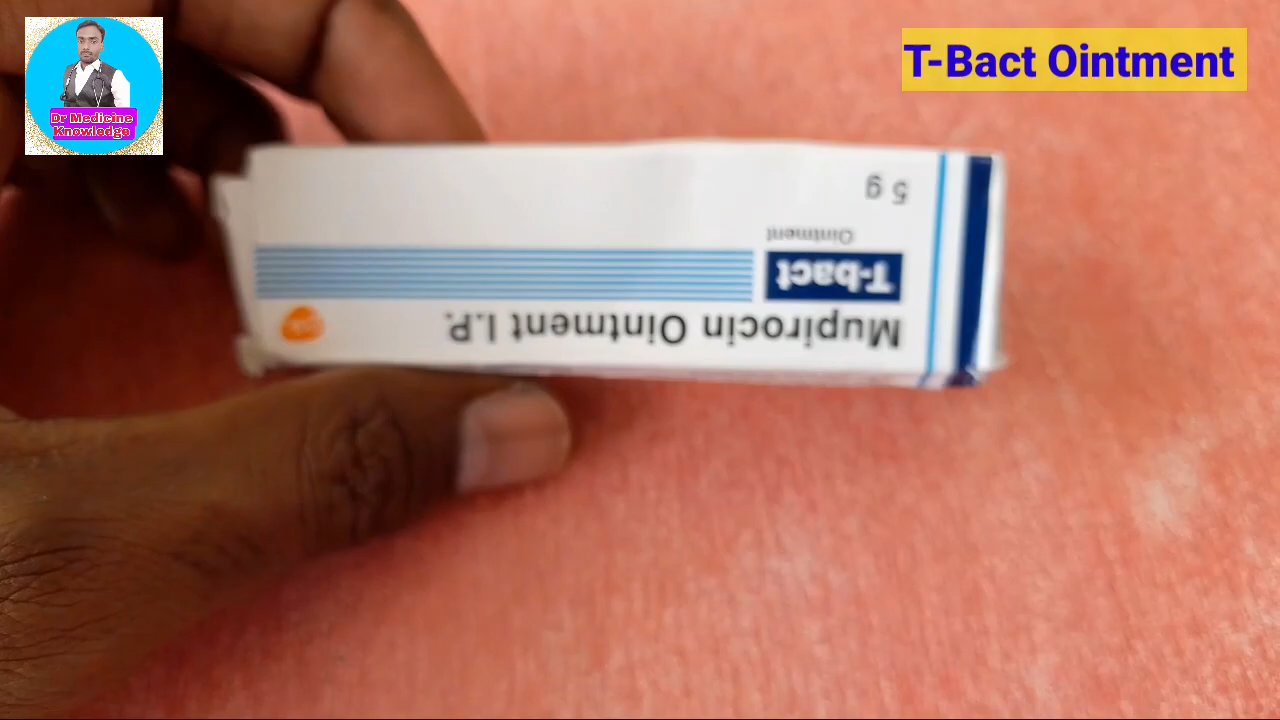 Dr Medicine
Knowledge
T-Bact Ointment
Mupirocin Ointment I.P.
T-bact
Ointment
5 g